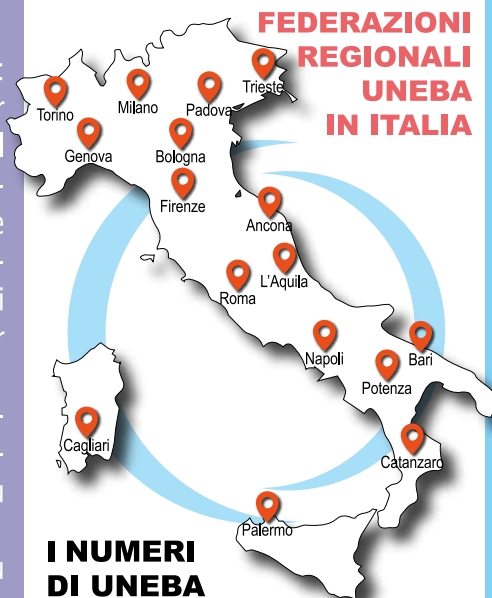 FEDERAZIONI
REGIONALI
UNEBA
IN ITALIA
Trieste
Milano
Padova
Torino
Genova
Bologna
Firenze
Ancona
L'Aquila
Roma
Napoli
Bari
Potenza
Cagliari
Catanzaro
Palermo
I NUMERI
DI UNEBA